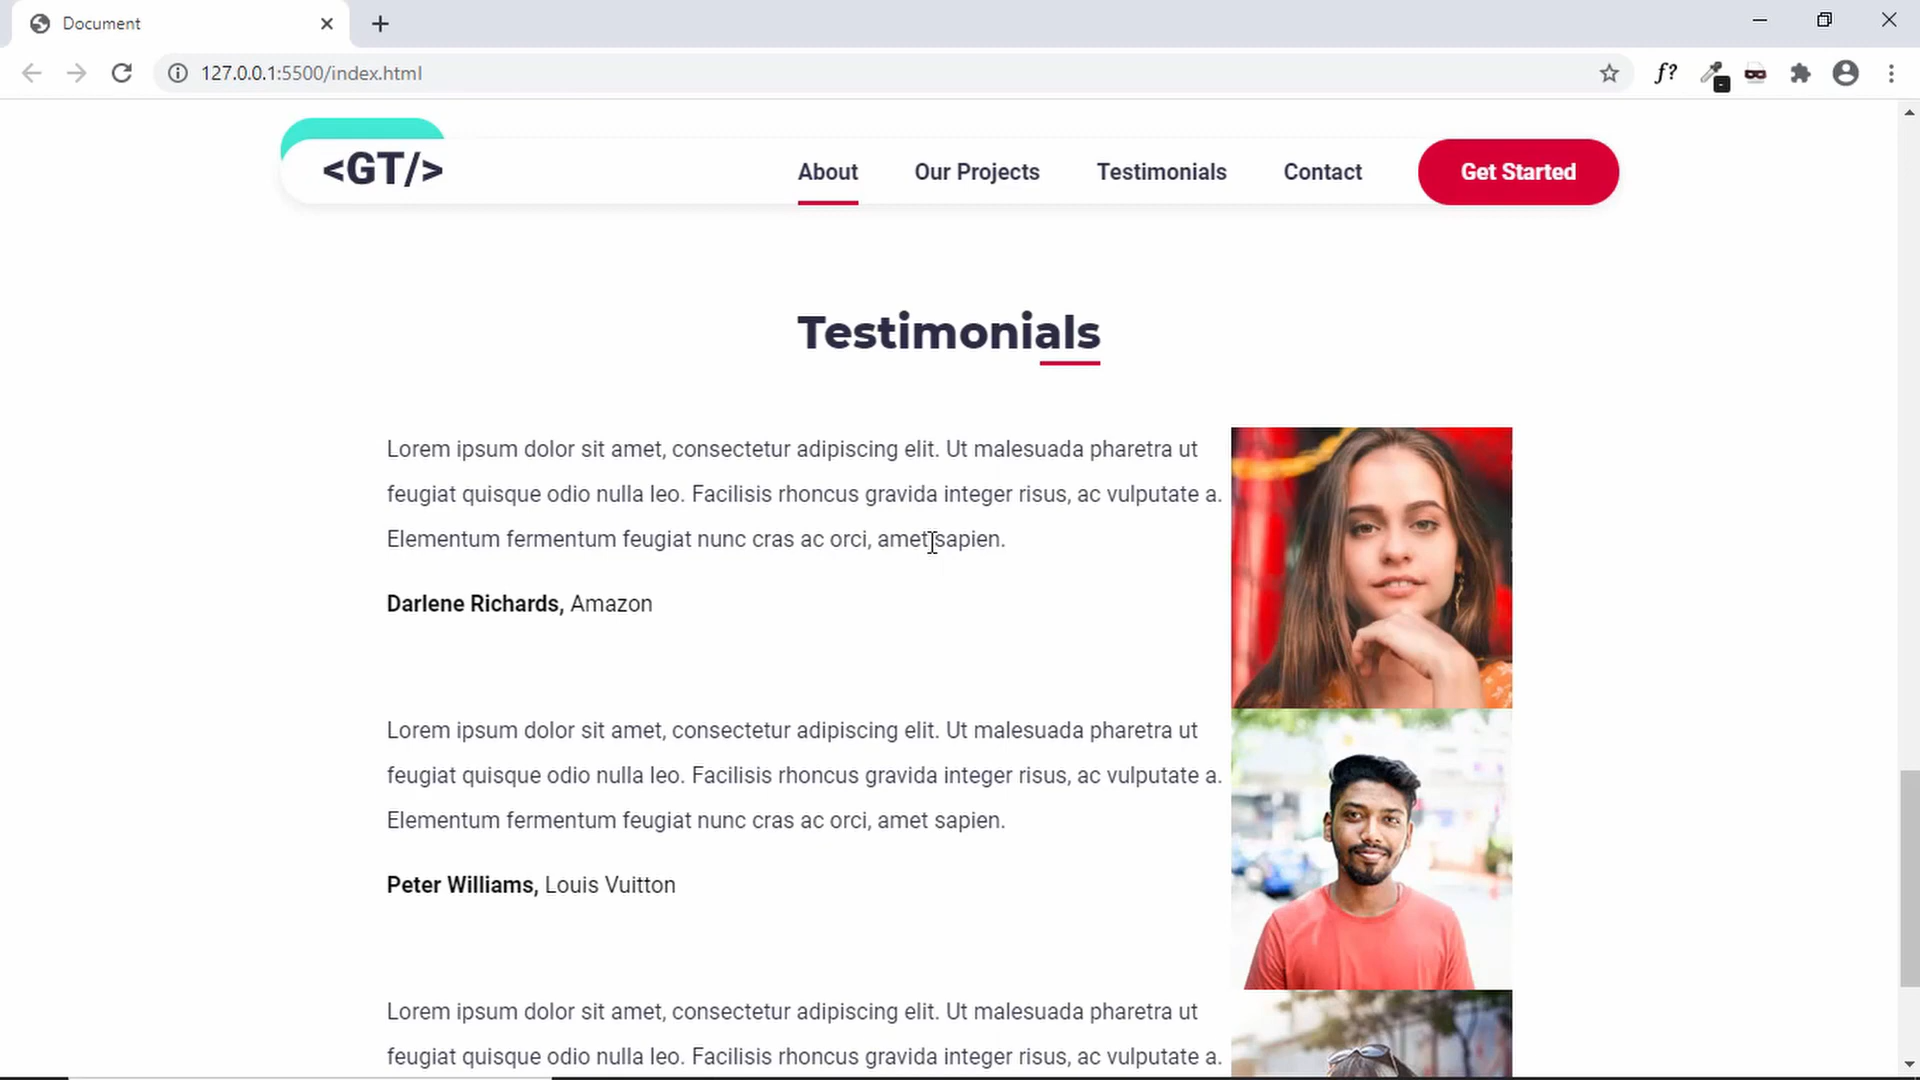 Document
127.0.0.1:5500/index.html
f?
<GT/>
About
Our Projects
Testimonials
Contact
Get Started
Testimonials
Lorem ipsum dolor sit amet, consectetur adipiscing elit. Ut malesuada pharetra ut
feugiat quisque odio nulla leo. Facilisis rhoncus gravida integer risus, ac vulputate a.
Elementum fermentum feugiat nunc cras ac orci, amet sapien.
Darlene Richards, Amazon
Lorem ipsum dolor sit amet, consectetur adipiscing elit. Ut malesuada pharetra ut
feugiat quisque odio nulla leo. Facilisis rhoncus gravida integer risus, ac vulputate a.
Elementum fermentum feugiat nunc cras ac orci, amet sapien.
Peter Williams, Louis Vuitton
Lorem ipsum dolor sit amet, consectetur adipiscing elit. Ut malesuada pharetra ut
feugiat quisque odio nulla leo. Facilisis rhoncus gravida integer risus, ac vulputate a.